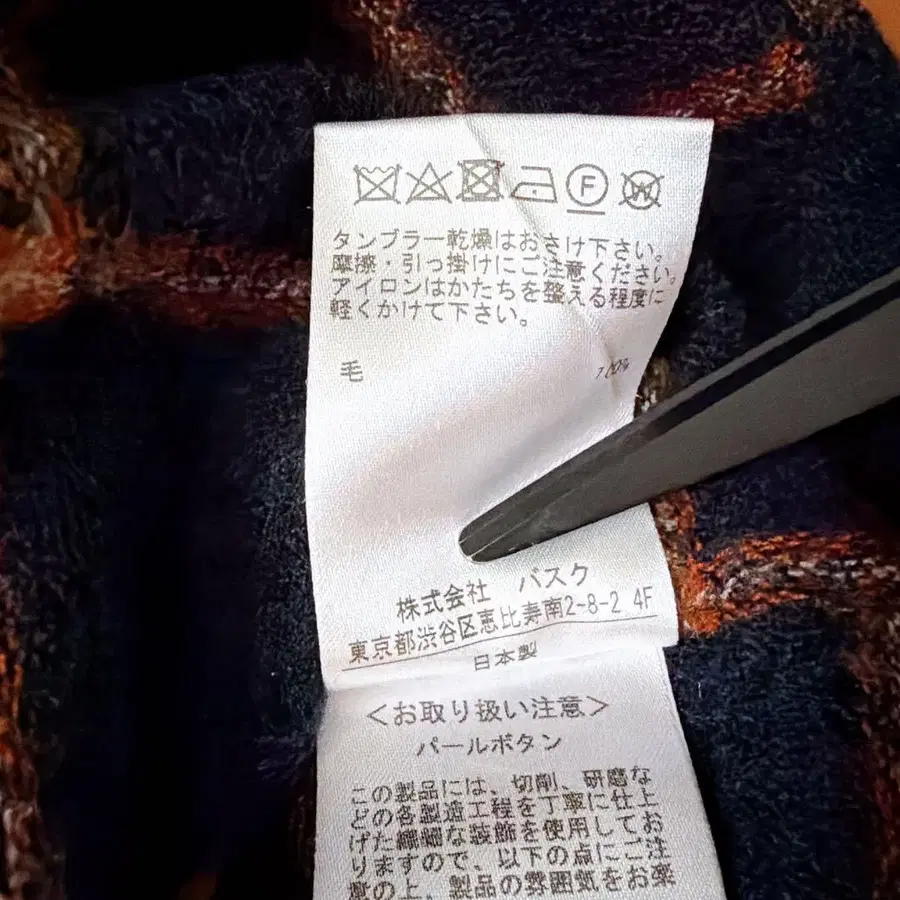 F W
タンブラー乾燥はおさけ下さい。
摩擦・引っ掛けにご注意ください。
アイロンはかたちを整える程度に
軽くかけて下さい。
毛 100%
株式会社 バスク
東京都渋谷区恵比寿南2-8-2 4F
日本製
＜お取り扱い注意＞
パールボタン
この製品には、切削、研磨な
どの各製造工程を丁寧に仕上
げた繊細な装飾を使用してお
りますので、以下の点にご注
意の上、製品の雰囲気をお楽